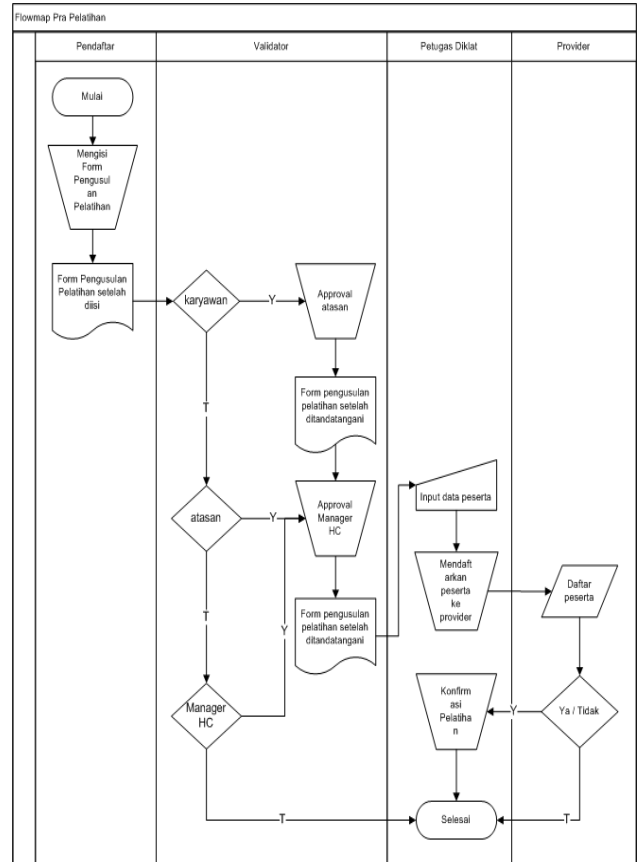 Flowmap Pra Pelatihan
Pendaftar
Validator
Petugas Diklat
Provider
Mulai
Mengisi
Form
Pengusul
an
Pelatihan
Form Pengusulan
Pelatihan setelah
diisi
karyawan
Y
Approval
atasan
T
Form pengusulan
pelatihan setelah
ditandatangani
atasan
Y
Approval
Manager
HC
Input data peserta
T
Y
Form pengusulan
pelatihan setelah
ditandatangani
Mendaft
arkan
peserta
ke
provider
Daftar
peserta
Manager
HC
Konfirm
asi
Pelatiha
n
Y
Ya / Tidak
T
Selesai
T